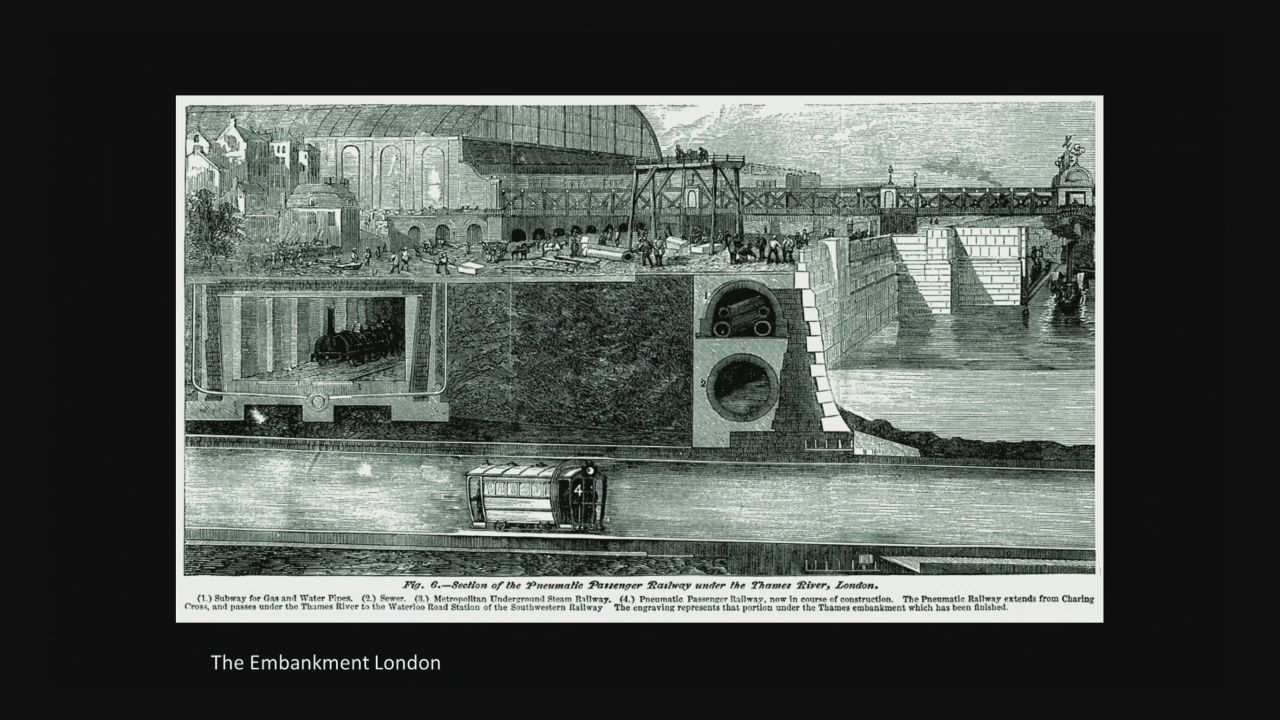 1
2
4
Fig. 6.—Section of the Pneumatic Passenger Railway under the Thames River, London.
(1.) Subway for Gas and Water Pipes. (2.) Sewer. (3.) Metropolitan Underground Steam Railway. (4.) Pneumatic Passenger Railway, now in course of construction. The Pneumatic Railway extends from Charing
Cross, and passes under the Thames River to the Waterloo Road Station of the Southwestern Railway The engraving represents that portion under the Thames embankment which has been finished.
The Embankment London